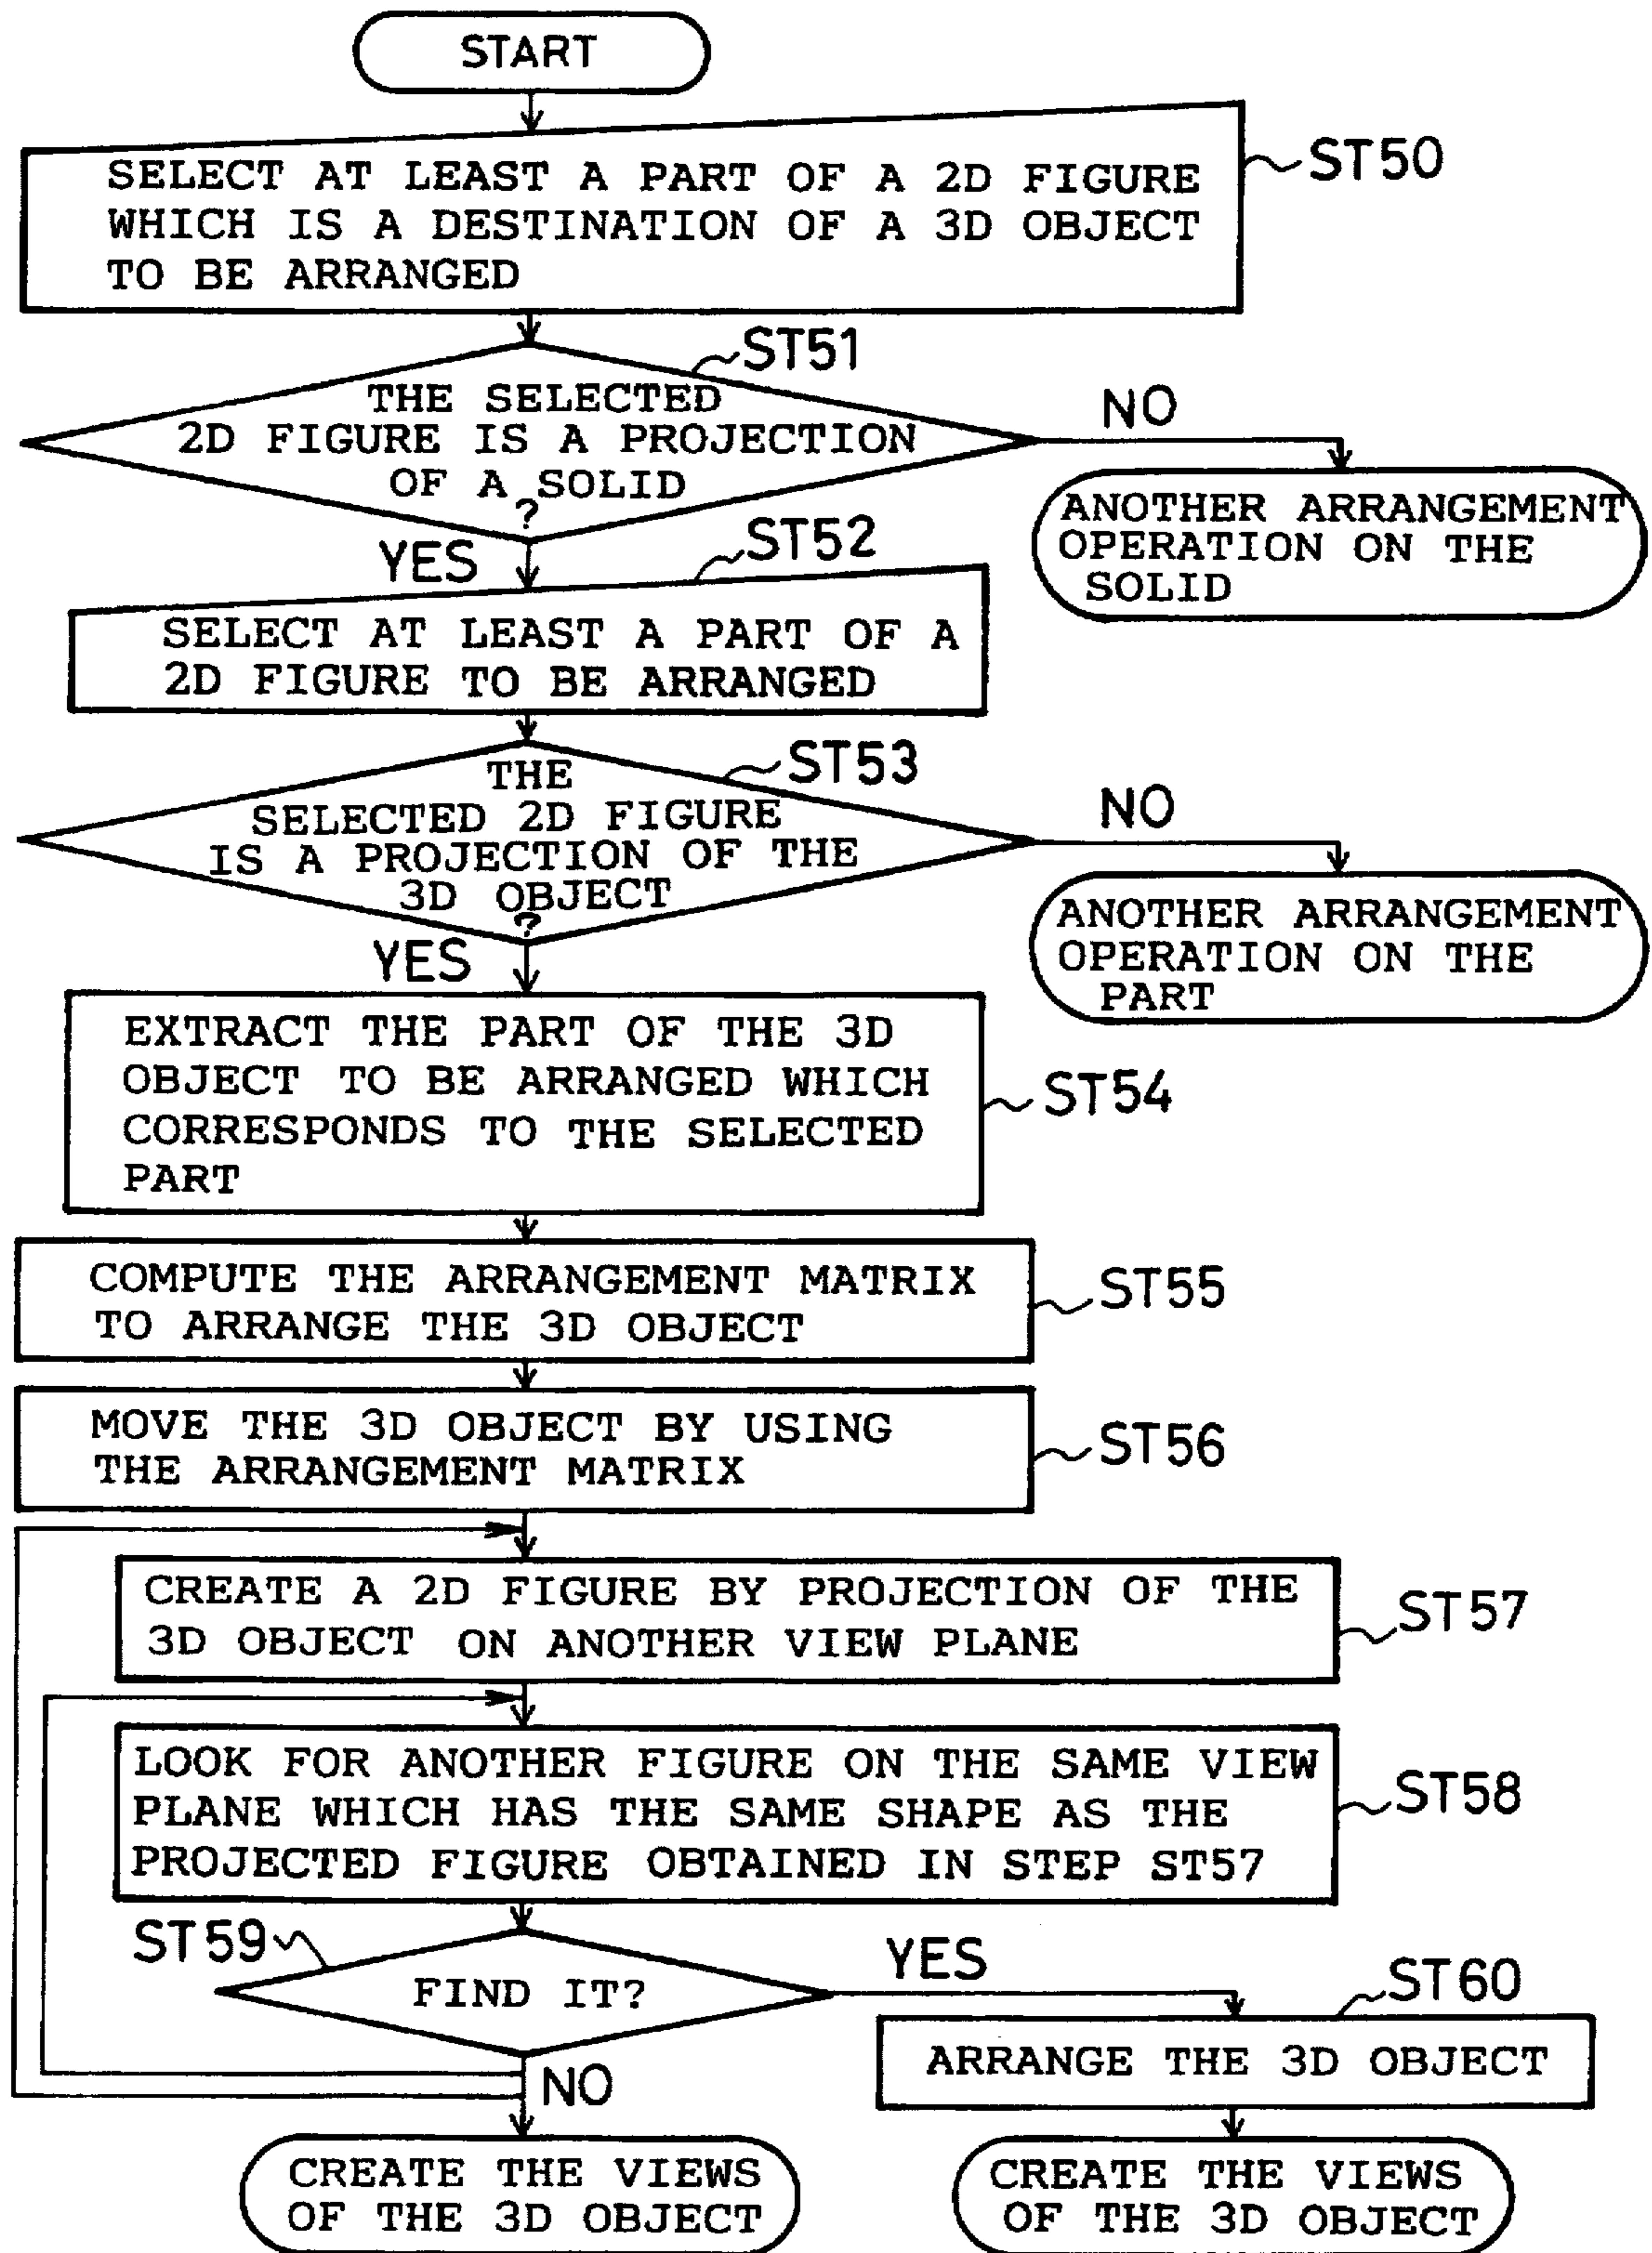 START
SELECT AT LEAST A PART OF A 2D FIGURE
WHICH IS A DESTINATION OF A 3D OBJECT
TO BE ARRANGED
ST50
ST51
THE SELECTED
2D FIGURE IS A PROJECTION
OF A SOLID
?
NO
ANOTHER ARRANGEMENT
OPERATION ON THE
SOLID
YES
ST52
SELECT AT LEAST A PART OF A
2D FIGURE TO BE ARRANGED
ST53
THE
SELECTED 2D FIGURE
IS A PROJECTION OF THE
3D OBJECT
?
NO
ANOTHER ARRANGEMENT
OPERATION ON THE
PART
YES
EXTRACT THE PART OF THE 3D
OBJECT TO BE ARRANGED WHICH
CORRESPONDS TO THE SELECTED
PART
ST54
COMPUTE THE ARRANGEMENT MATRIX
TO ARRANGE THE 3D OBJECT
ST55
MOVE THE 3D OBJECT BY USING
THE ARRANGEMENT MATRIX
ST56
CREATE A 2D FIGURE BY PROJECTION OF THE
3D OBJECT ON ANOTHER VIEW PLANE
ST57
LOOK FOR ANOTHER FIGURE ON THE SAME VIEW
PLANE WHICH HAS THE SAME SHAPE AS THE
PROJECTED FIGURE OBTAINED IN STEP ST57
ST58
ST59
FIND IT?
YES
ST60
ARRANGE THE 3D OBJECT
NO
CREATE THE VIEWS
OF THE 3D OBJECT
CREATE THE VIEWS
OF THE 3D OBJECT